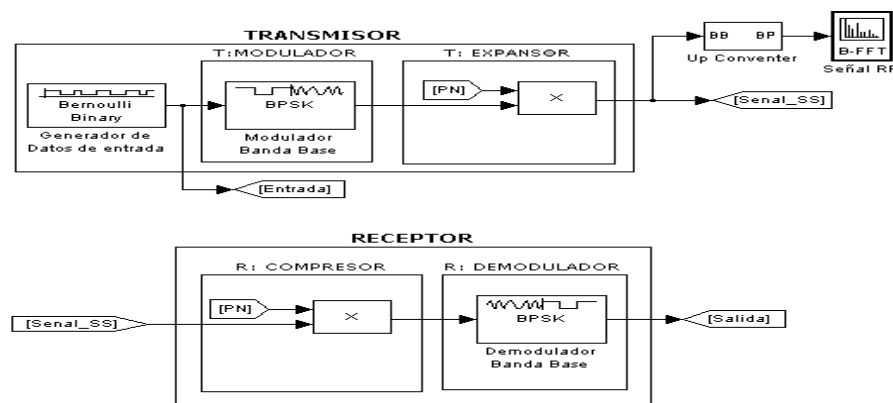 TRANSMISOR
T:MODULADOR
T: EXPANSOR
BB BP
Up Conventer
B-FFT
Señal RF
Bernoulli
Binary
Generador de
Datos de entrada
BPSK
Modulador
Banda Base
[PN]
×
[Senal_SS]
[Entrada]
RECEPTOR
R: COMPRESOR
R: DEMODULADOR
[Senal_SS]
[PN]
×
BPSK
Demodulador
Banda Base
[Salida]